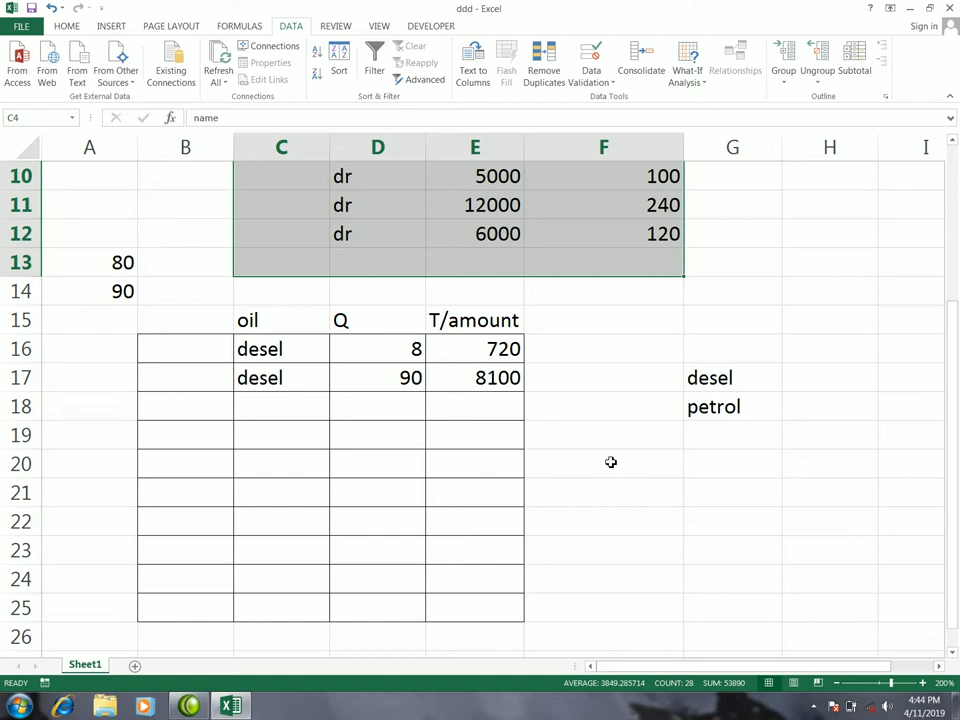 ddd - Excel
FILE HOME INSERT PAGE LAYOUT FORMULAS DATA REVIEW VIEW DEVELOPER Sign in
From Access From Web From Text From Other Sources Existing Connections Refresh All Connections Properties Edit Links Sort Filter Clear Reapply Advanced Text to Columns Flash Fill Remove Duplicates Data Validation Consolidate What-If Analysis Relationships Group Ungroup Subtotal
Get External Data Connections Sort & Filter Data Tools Outline
C4 fx name
A B C D E F G H I
10 dr 5000 100
11 dr 12000 240
12 dr 6000 120
13 80
14 90
15 oil Q T/amount
16 desel 8 720
17 desel 90 8100 desel
18 petrol
19
20
21
22
23
24
25
26
Sheet1
READY AVERAGE: 3849.285714 COUNT: 28 SUM: 53890 200%
4:44 PM
4/11/2019